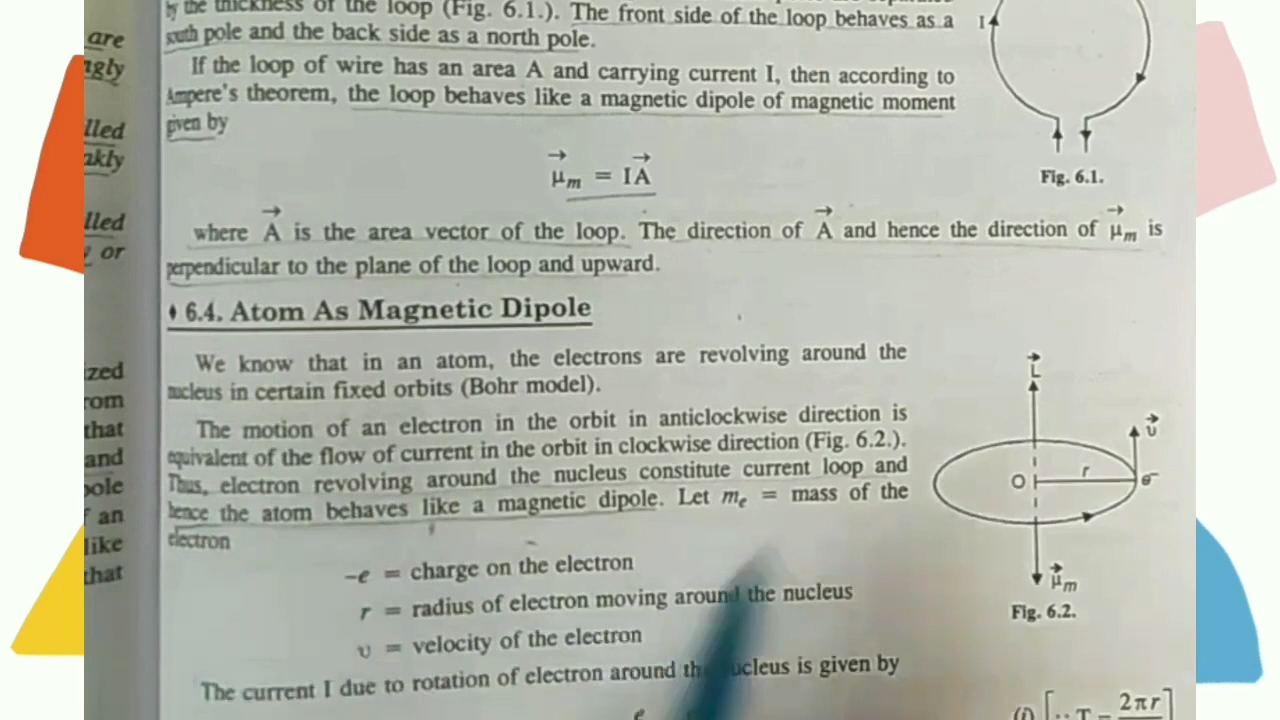 by the thickness of the loop (Fig. 6.1.). The front side of the loop behaves as a
south pole and the back side as a north pole.
If the loop of wire has an area A and carrying current I, then according to
Ampere's theorem, the loop behaves like a magnetic dipole of magnetic moment
given by
μ⃗m = IA⃗
I
Fig. 6.1.
where A⃗ is the area vector of the loop. The direction of A⃗ and hence the direction of μ⃗m is
perpendicular to the plane of the loop and upward.
♦ 6.4. Atom As Magnetic Dipole
We know that in an atom, the electrons are revolving around the
nucleus in certain fixed orbits (Bohr model).
The motion of an electron in the orbit in anticlockwise direction is
equivalent of the flow of current in the orbit in clockwise direction (Fig. 6.2.).
Thus, electron revolving around the nucleus constitute current loop and
hence the atom behaves like a magnetic dipole. Let me = mass of the
electron
L⃗
υ⃗
O
r
e⁻
μ⃗m
Fig. 6.2.
-e = charge on the electron
r = radius of electron moving around the nucleus
υ = velocity of the electron
The current I due to rotation of electron around the nucleus is given by
e
(i) [∵ T = 2πr]
are
lled
lled
or
zed
rom
that
and
pole
f an
like
that